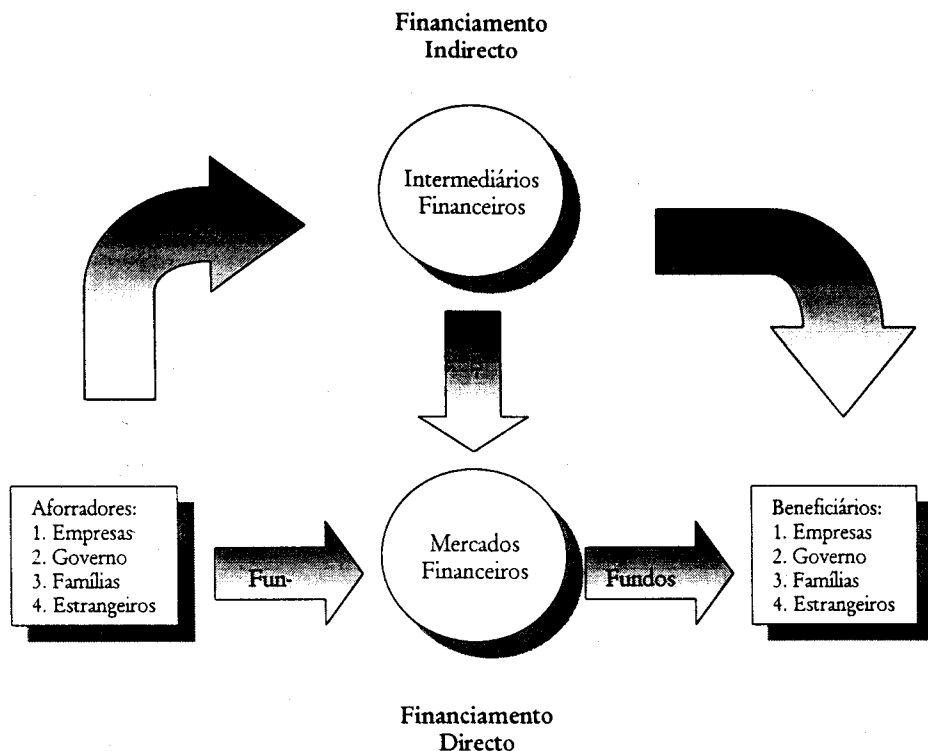 Financiamento
Indirecto
Intermediários
Financeiros
Aforradores:
1. Empresas
2. Governo
3. Famílias
4. Estrangeiros
Fun-
Mercados
Financeiros
Fundos
Beneficiários:
1. Empresas
2. Governo
3. Famílias
4. Estrangeiros
Financiamento
Directo